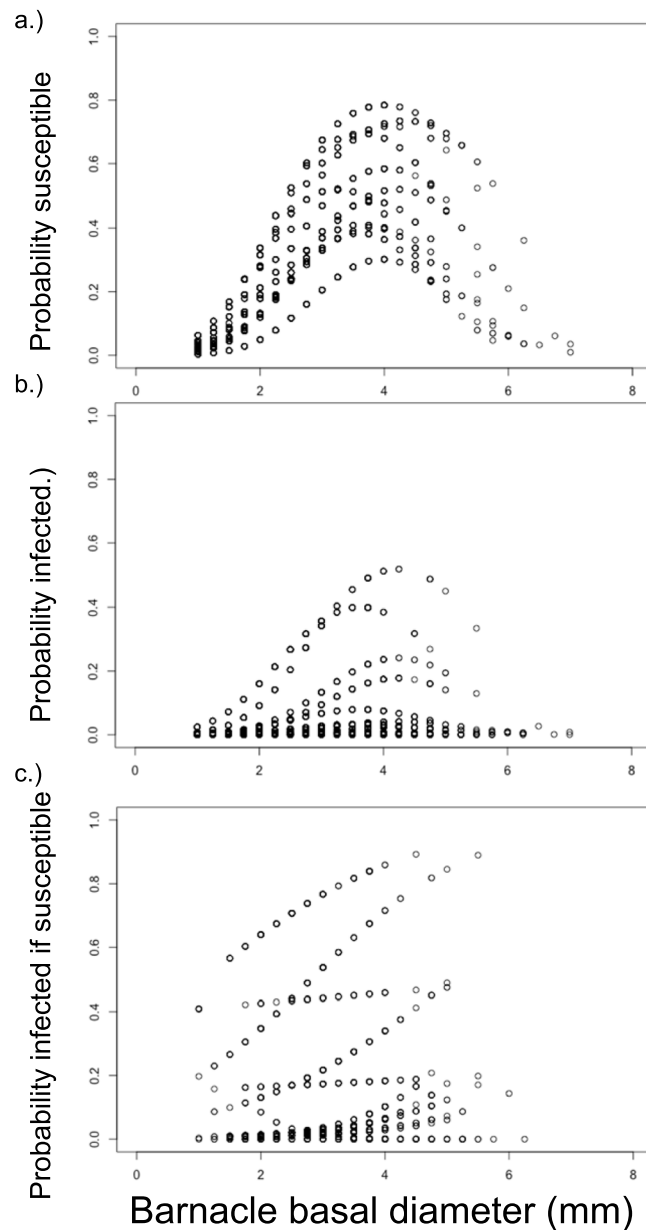 a.)
Probability susceptible
1.0
0.8
0.6
0.4
0.2
0.0
0 2 4 6 8
b.)
Probability infected.)
1.0
0.8
0.6
0.4
0.2
0.0
0 2 4 6 8
c.)
Probability infected if susceptible
1.0
0.8
0.6
0.4
0.2
0.0
0 2 4 6 8
Barnacle basal diameter (mm)